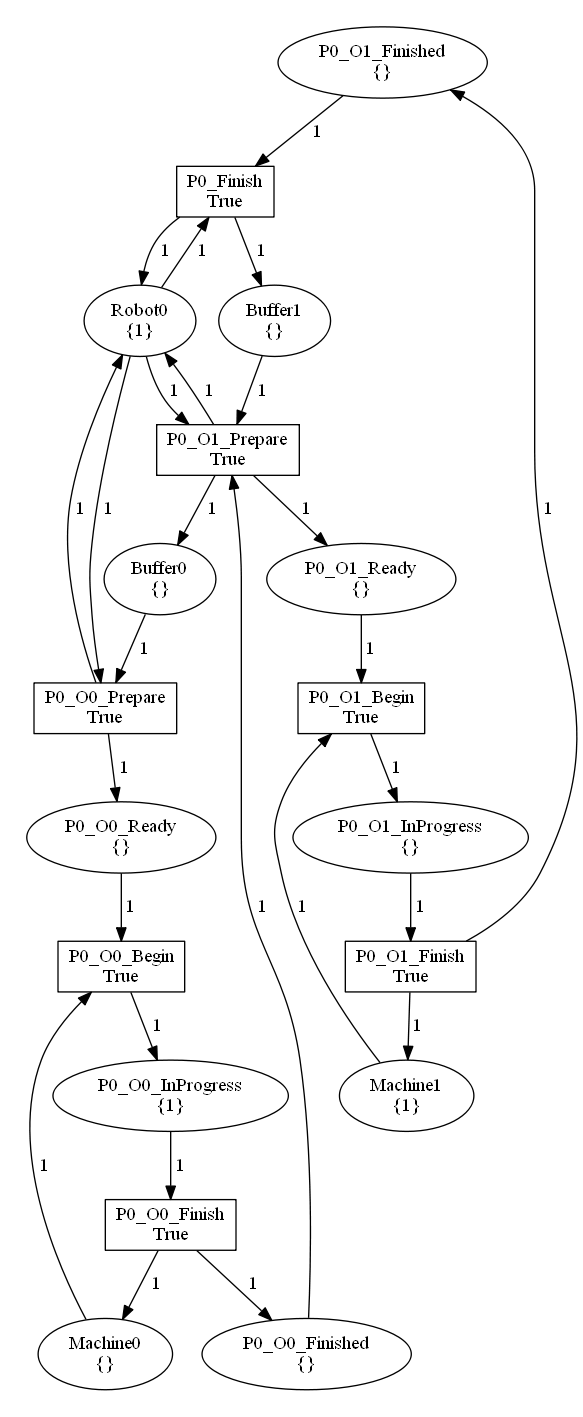 P0_O1_Finished
{}
1
P0_Finish
True
1
1
1
Robot0
{1}
Buffer1
{}
1
1
1
P0_O1_Prepare
True
1
1
1
1
Buffer0
{}
P0_O1_Ready
{}
1
1
1
P0_O0_Prepare
True
P0_O1_Begin
True
1
1
P0_O0_Ready
{}
P0_O1_InProgress
{}
1
1
1
1
P0_O0_Begin
True
P0_O1_Finish
True
1
1
P0_O0_InProgress
{1}
Machine1
{1}
1
1
P0_O0_Finish
True
1
1
Machine0
{}
P0_O0_Finished
{}